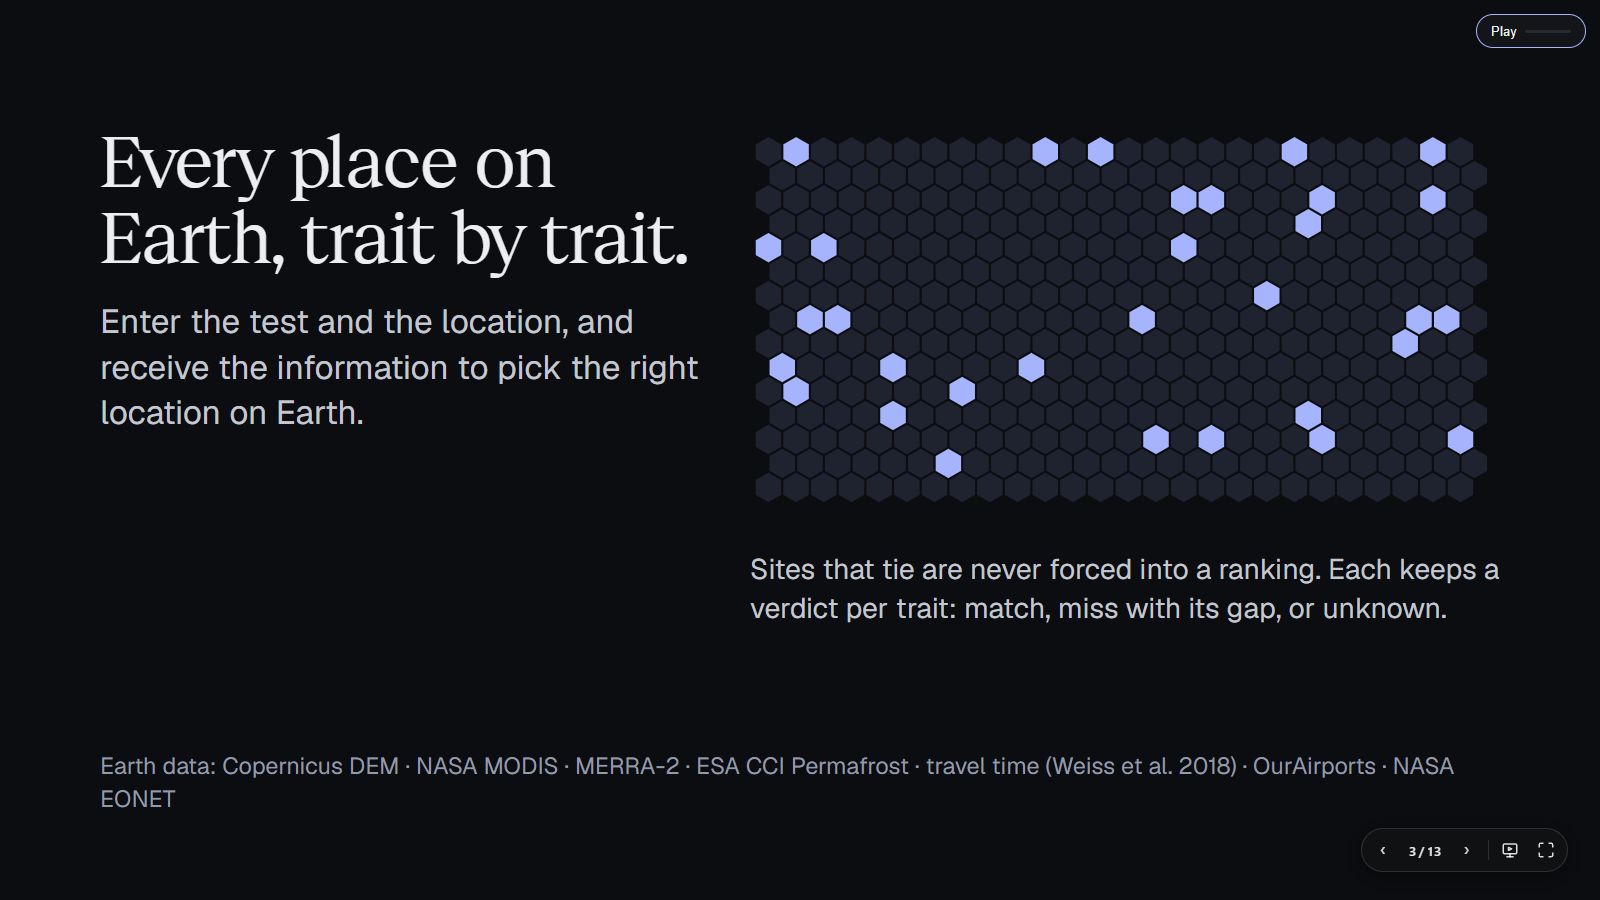 Play
Every place on
Earth, trait by trait.
Enter the test and the location, and
receive the information to pick the right
location on Earth.
Sites that tie are never forced into a ranking. Each keeps a
verdict per trait: match, miss with its gap, or unknown.
Earth data: Copernicus DEM · NASA MODIS · MERRA-2 · ESA CCI Permafrost · travel time (Weiss et al. 2018) · OurAirports · NASA
EONET
3 / 13